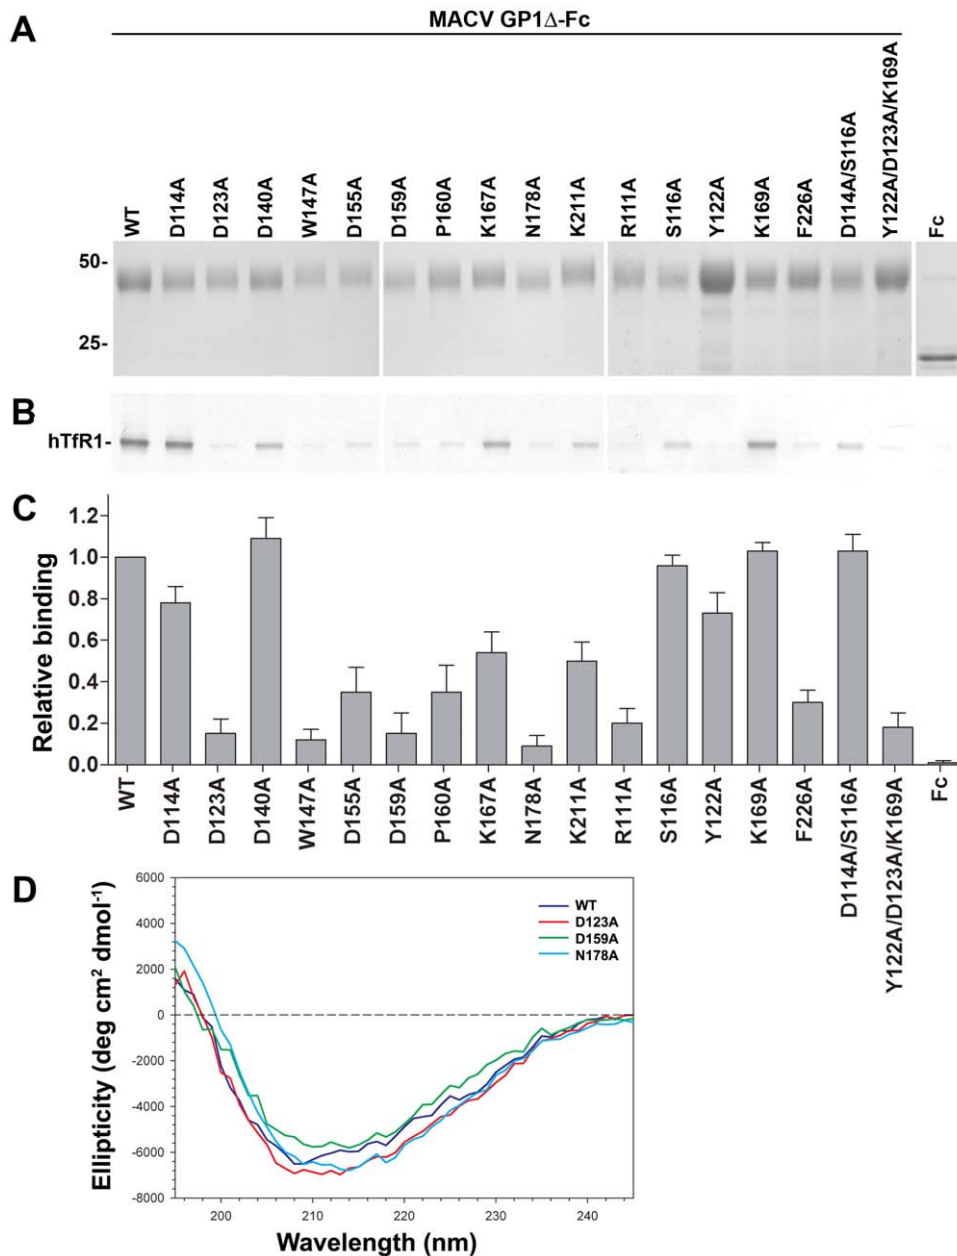 A
MACV GP1Δ-Fc
WT
D114A
D123A
D140A
W147A
D155A
D159A
P160A
K167A
N178A
K211A
R111A
S116A
Y122A
K169A
F226A
D114A/S116A
Y122A/D123A/K169A
Fc
50-
25-
B
hTfR1-
C
Relative binding
1.2
1.0
0.8
0.6
0.4
0.2
0.0
WT
D114A
D123A
D140A
W147A
D155A
D159A
P160A
K167A
N178A
K211A
R111A
S116A
Y122A
K169A
F226A
D114A/S116A
Y122A/D123A/K169A
Fc
D
Ellipticity (deg cm² dmol⁻¹)
6000
4000
2000
0
-2000
-4000
-6000
-8000
WT
D123A
D159A
N178A
200 210 220 230 240
Wavelength (nm)